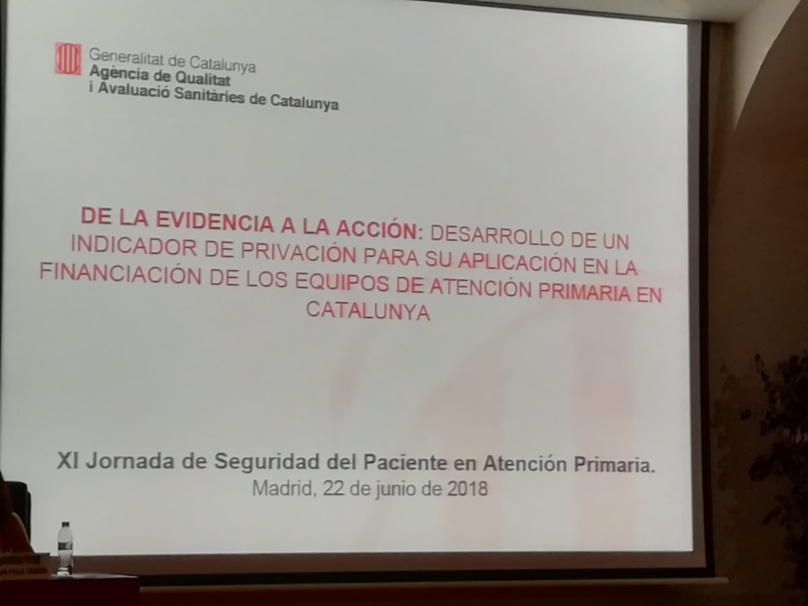 Generalitat de Catalunya
Agència de Qualitat
i Avaluació Sanitàries de Catalunya
DE LA EVIDENCIA A LA ACCIÓN: DESARROLLO DE UN
INDICADOR DE PRIVACIÓN PARA SU APLICACIÓN EN LA
FINANCIACIÓN DE LOS EQUIPOS DE ATENCIÓN PRIMARIA EN
CATALUNYA
XI Jornada de Seguridad del Paciente en Atención Primaria.
Madrid, 22 de junio de 2018